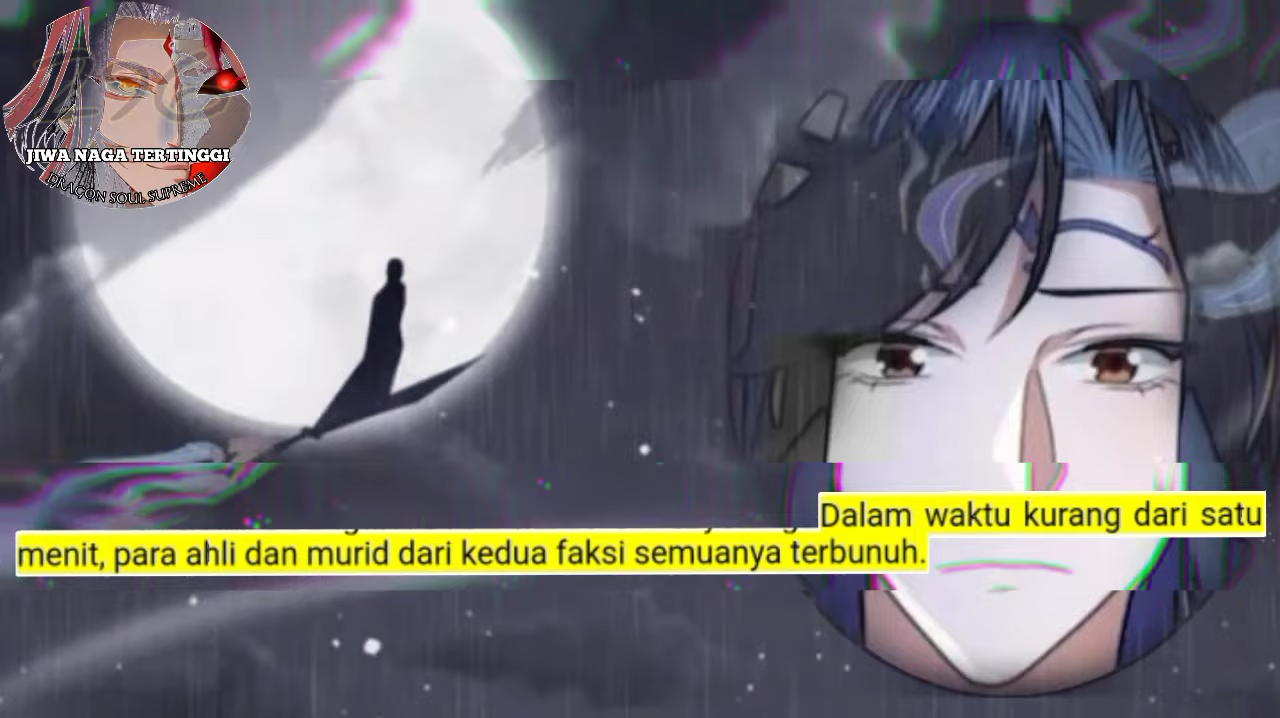 JIWA NAGA TERTINGGI
DRAGON SOUL SUPREME
Dalam waktu kurang dari satu
menit, para ahli dan murid dari kedua faksi semuanya terbunuh.